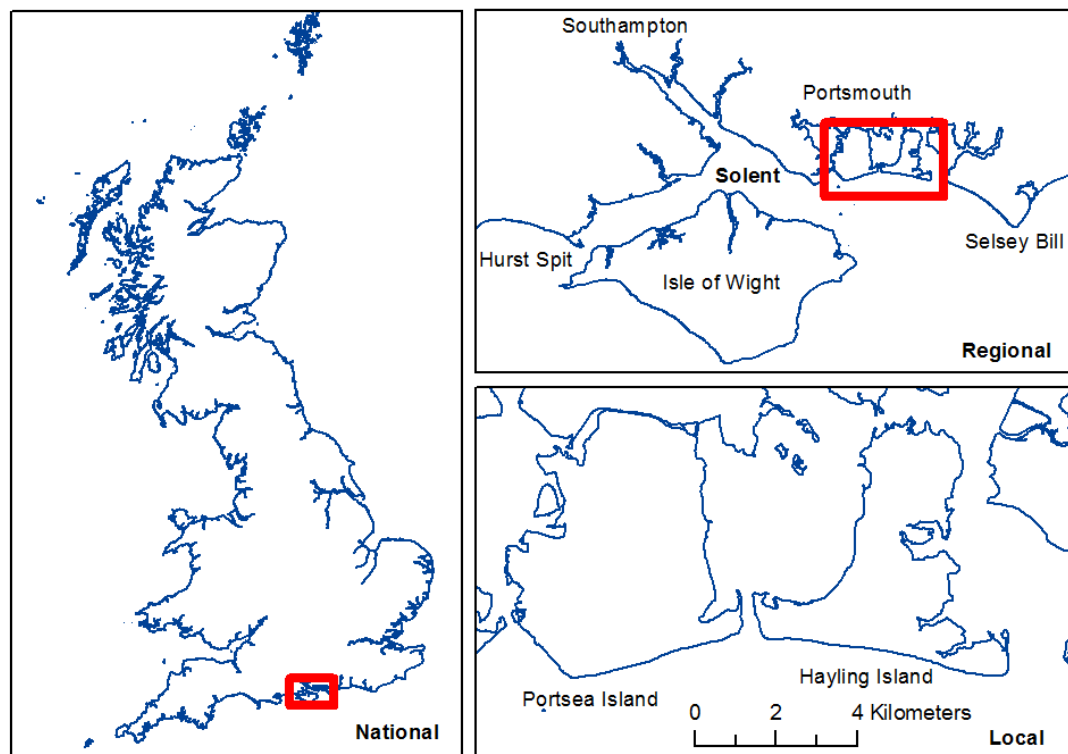 National
Southampton
Portsmouth
Solent
Selsey Bill
Hurst Spit
Isle of Wight
Regional
Hayling Island
Portsea Island
0 2 4 Kilometers
Local